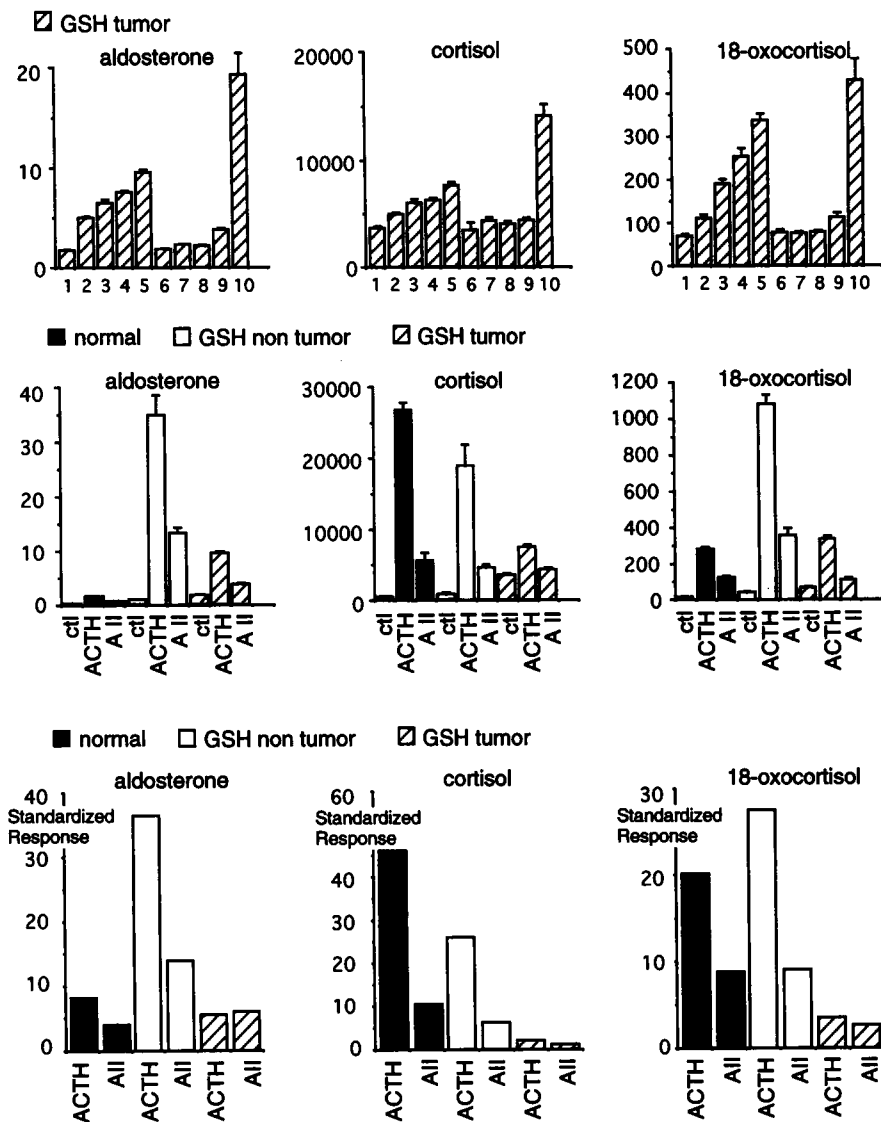 GSH tumor
aldosterone
cortisol
18-oxocortisol
20
10
0
1 2 3 4 5 6 7 8 9 10
20000
10000
0
1 2 3 4 5 6 7 8 9 10
500
400
300
200
100
0
1 2 3 4 5 6 7 8 9 10
normal GSH non tumor GSH tumor
aldosterone
cortisol
18-oxocortisol
40
30
20
10
0
ctl ACTH A II ctl ACTH A II ctl ACTH A II
30000
20000
10000
0
ctl ACTH A II ctl ACTH A II ctl ACTH A II
1200
1000
800
600
400
200
0
ctl ACTH A II ctl ACTH A II ctl ACTH A II
normal GSH non tumor GSH tumor
aldosterone
cortisol
18-oxocortisol
40
Standardized
Response
30
20
10
0
ACTH AII ACTH AII ACTH AII
60
Standardized
Response
40
30
20
10
0
ACTH AII ACTH AII ACTH AII
30
Standardized
Response
20
10
0
ACTH AII ACTH AII ACTH AII